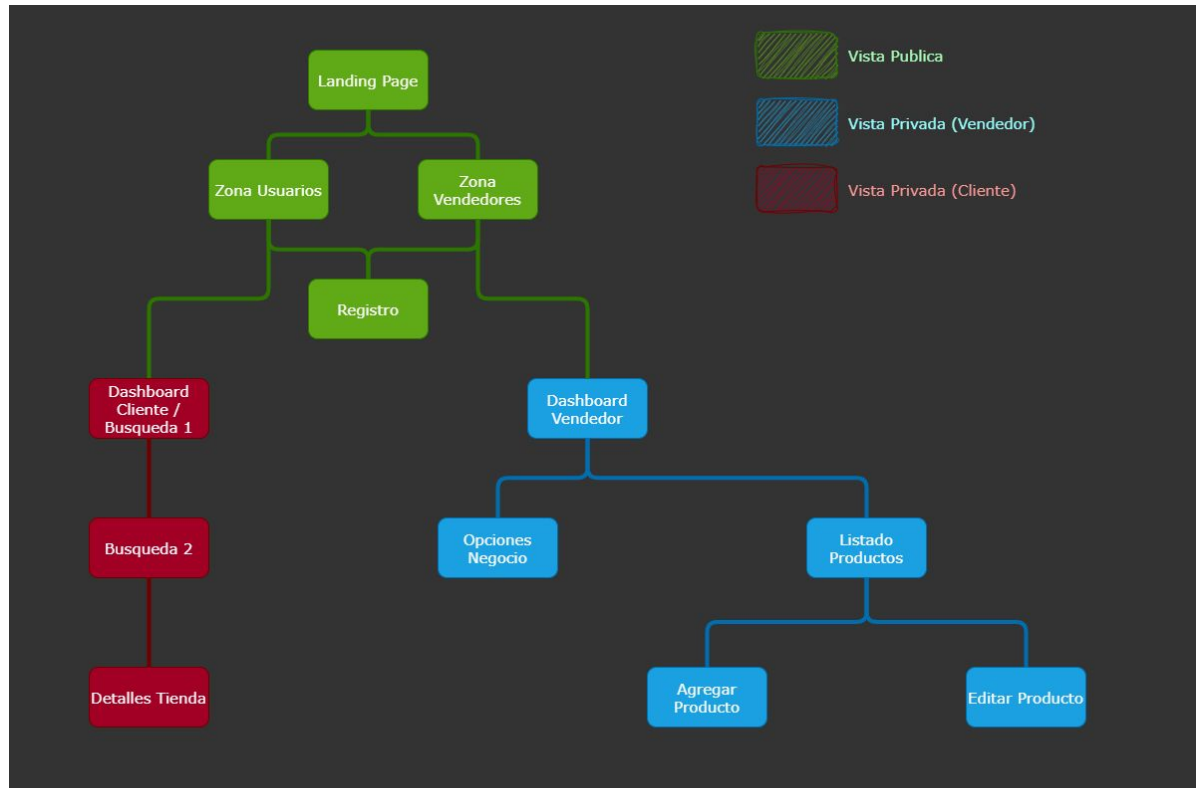 Landing Page
Vista Publica
Vista Privada (Vendedor)
Vista Privada (Cliente)
Zona Usuarios
Zona
Vendedores
Registro
Dashboard
Cliente /
Busqueda 1
Dashboard
Vendedor
Busqueda 2
Opciones
Negocio
Listado
Productos
Detalles Tienda
Agregar
Producto
Editar Producto